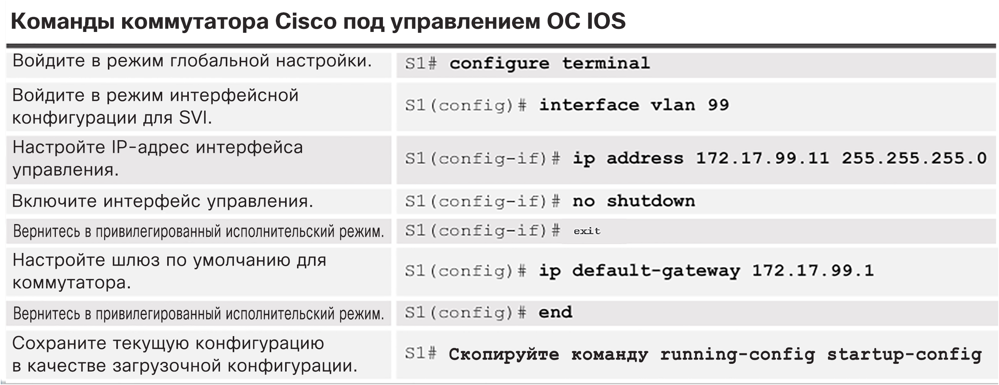 Команды коммутатора Cisco под управлением ОС IOS
Войдите в режим глобальной настройки.
S1# configure terminal
Войдите в режим интерфейсной
конфигурации для SVI.
S1(config)# interface vlan 99
Настройте IP-адрес интерфейса
управления.
S1(config-if)# ip address 172.17.99.11 255.255.255.0
Включите интерфейс управления.
S1(config-if)# no shutdown
Вернитесь в привилегированный исполнительский режим.
S1(config-if)# exit
Настройте шлюз по умолчанию для
коммутатора.
S1(config)# ip default-gateway 172.17.99.1
Вернитесь в привилегированный исполнительский режим.
S1(config)# end
Сохраните текущую конфигурацию
в качестве загрузочной конфигурации.
S1# Скопируйте команду running-config startup-config